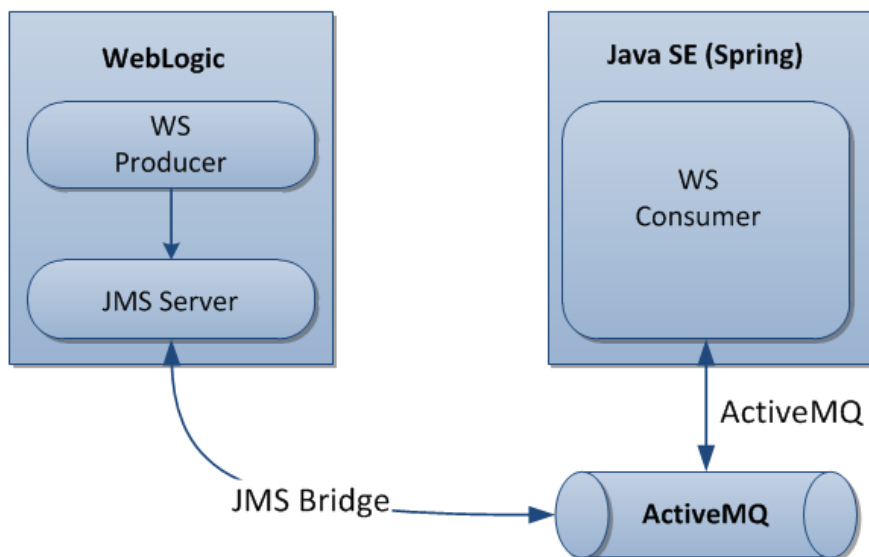 WebLogic
WS
Producer
JMS Server
Java SE (Spring)
WS
Consumer
ActiveMQ
JMS Bridge
ActiveMQ